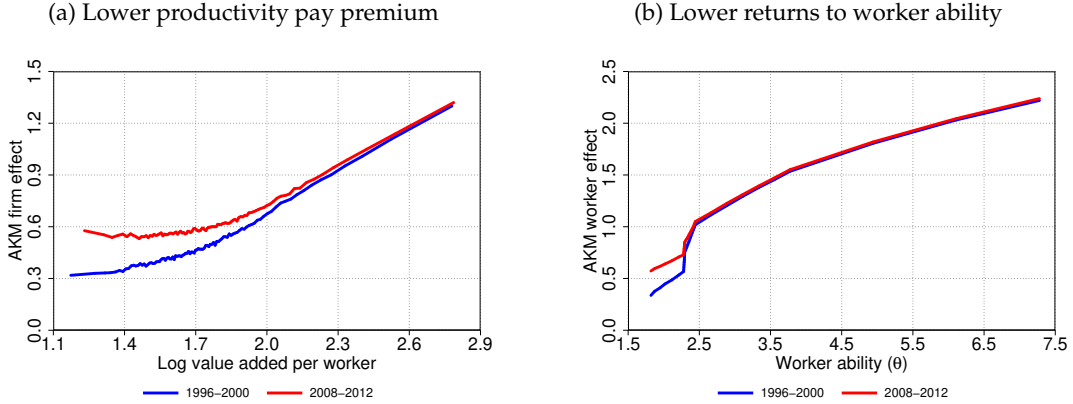 (a) Lower productivity pay premium
AKM firm effect
1.5
1.2
0.9
0.6
0.3
0.0
1.1 1.4 1.7 2.0 2.3 2.6 2.9
Log value added per worker
1996−2000 2008−2012
(b) Lower returns to worker ability
AKM worker effect
2.5
2.0
1.5
1.0
0.5
0.0
1.5 2.5 3.5 4.5 5.5 6.5 7.5
Worker ability (θ)
1996−2000 2008−2012